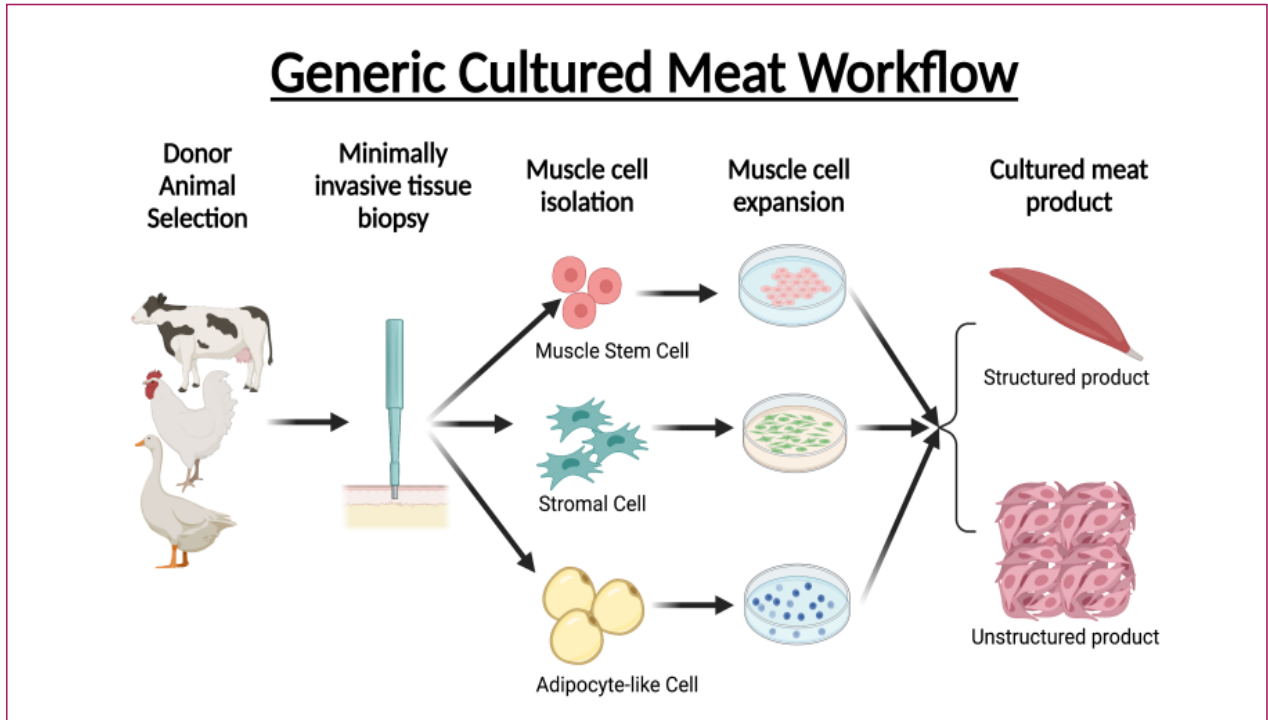 Generic Cultured Meat Workflow
Donor
Animal
Selection
Minimally
invasive tissue
biopsy
Muscle cell
isolation
Muscle cell
expansion
Cultured meat
product
Muscle Stem Cell
Structured product
Stromal Cell
Unstructured product
Adipocyte-like Cell